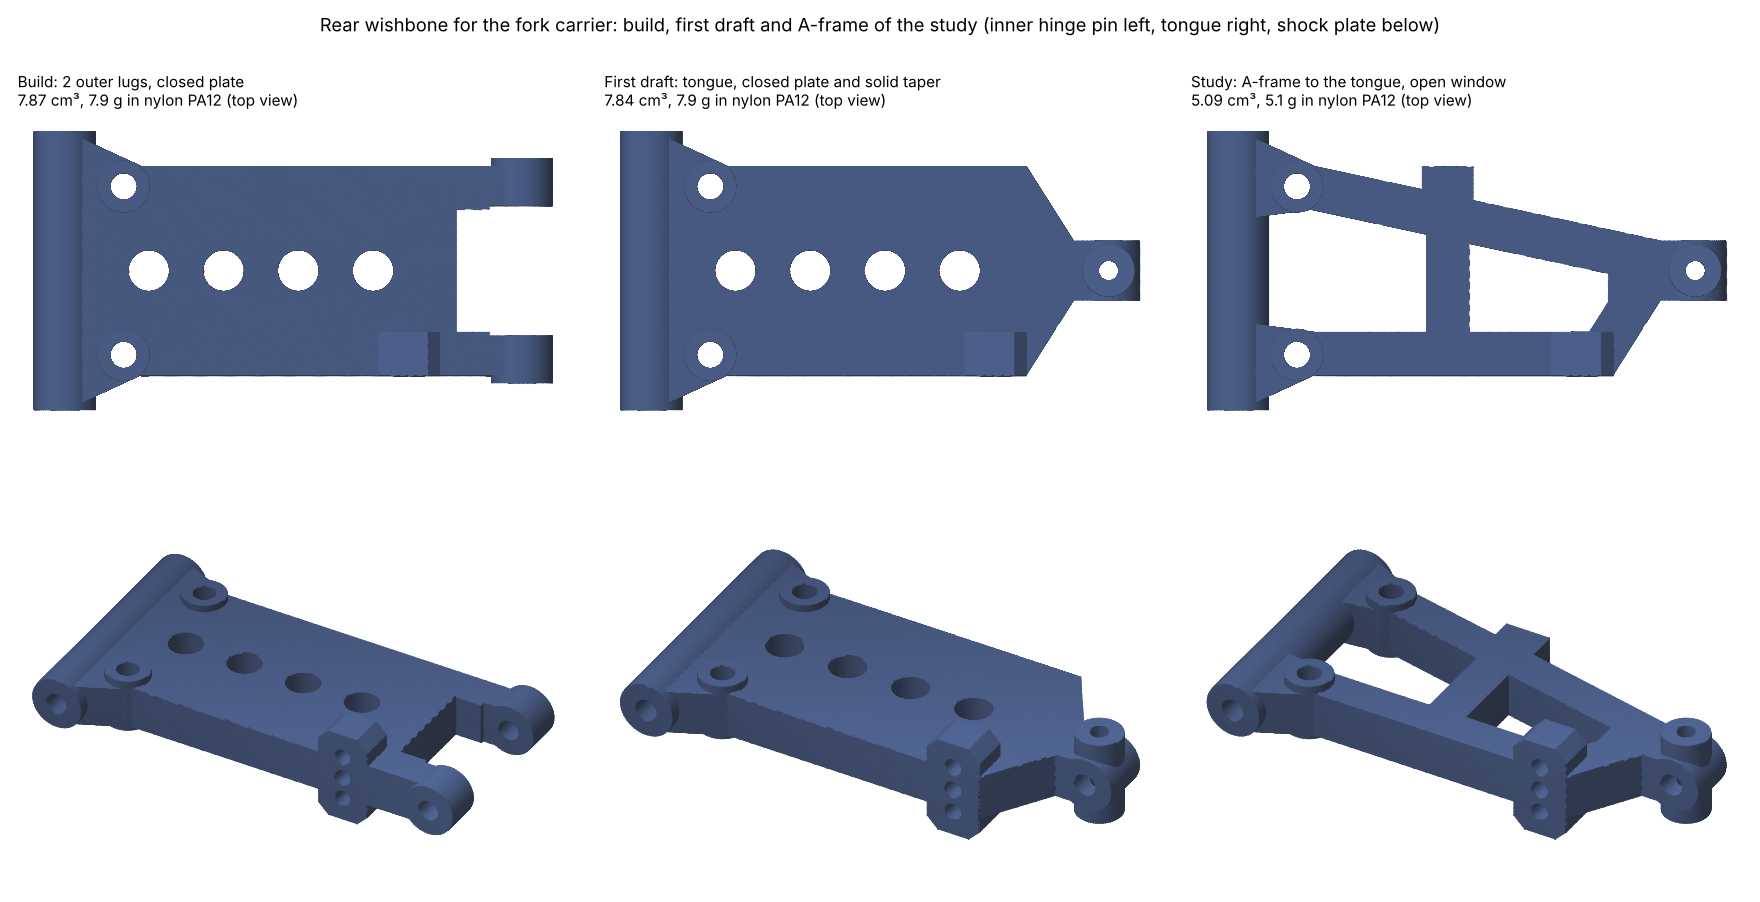 Rear wishbone for the fork carrier: build, first draft and A-frame of the study (inner hinge pin left, tongue right, shock plate below)
Build: 2 outer lugs, closed plate
7.87 cm³, 7.9 g in nylon PA12 (top view)
First draft: tongue, closed plate and solid taper
7.84 cm³, 7.9 g in nylon PA12 (top view)
Study: A-frame to the tongue, open window
5.09 cm³, 5.1 g in nylon PA12 (top view)